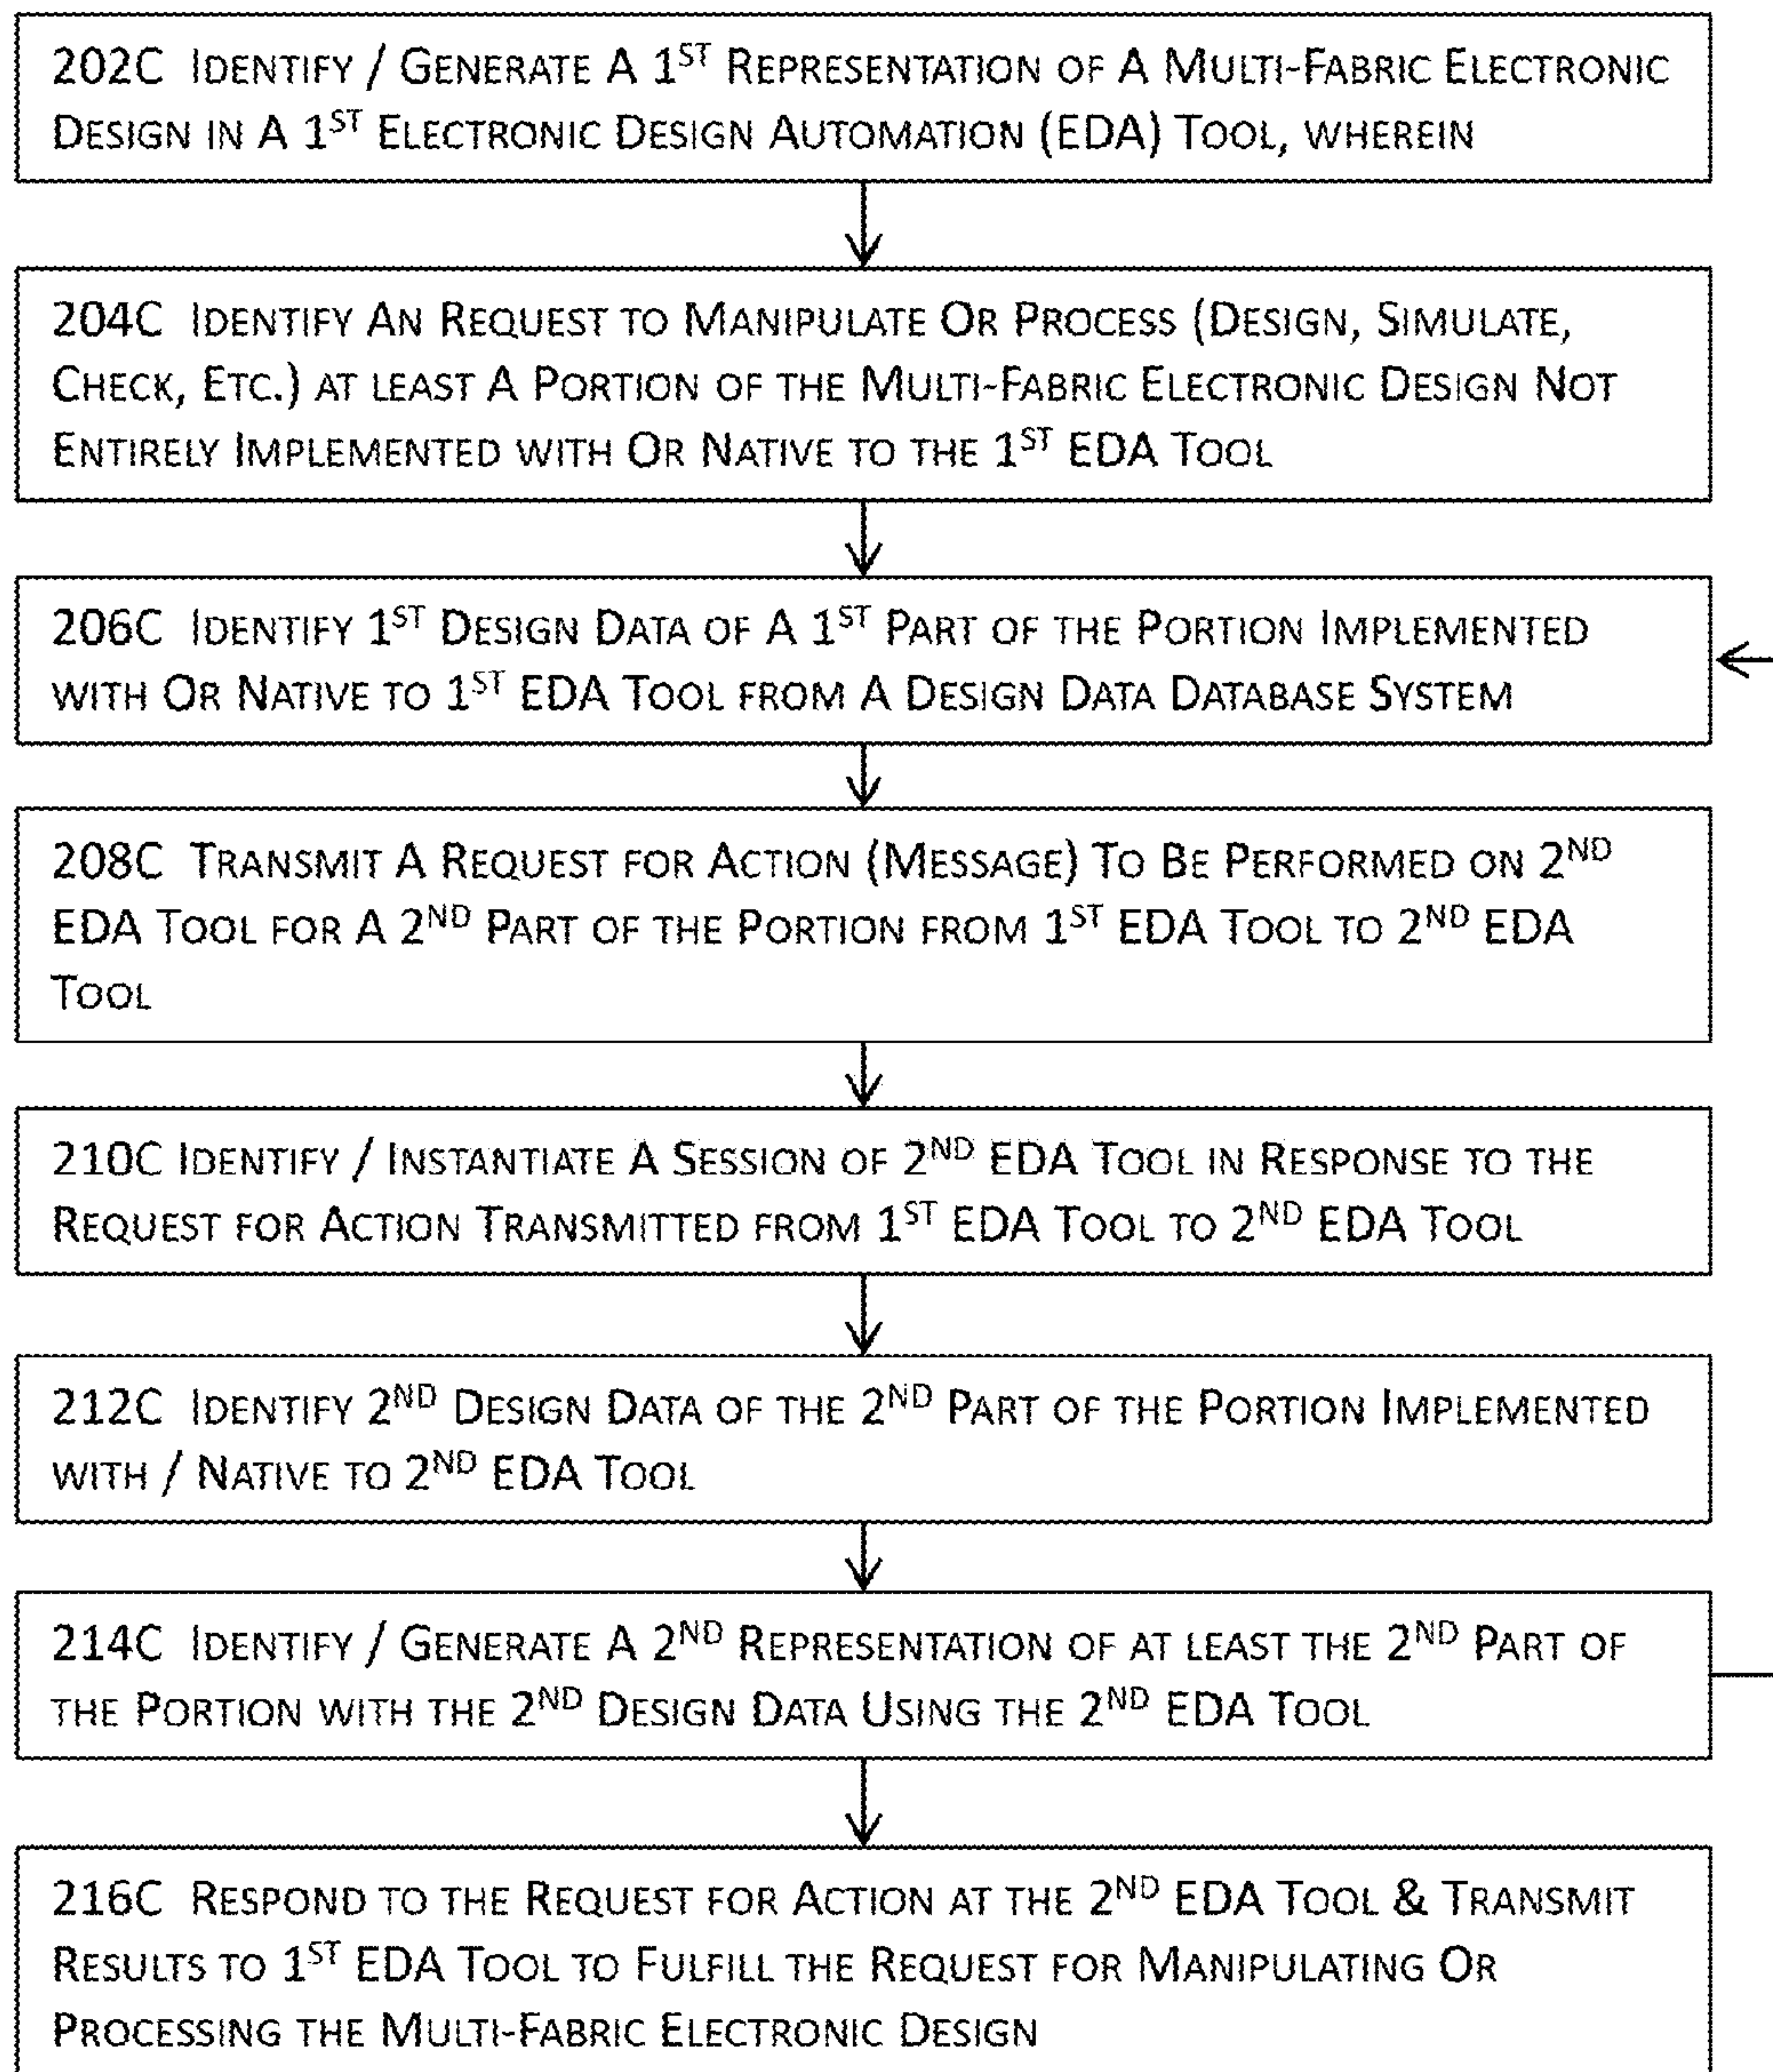 202C IDENTIFY / GENERATE A 1ST REPRESENTATION OF A MULTI-FABRIC ELECTRONIC
DESIGN IN A 1ST ELECTRONIC DESIGN AUTOMATION (EDA) TOOL, WHEREIN
204C IDENTIFY AN REQUEST TO MANIPULATE OR PROCESS (DESIGN, SIMULATE,
CHECK, ETC.) AT LEAST A PORTION OF THE MULTI-FABRIC ELECTRONIC DESIGN NOT
ENTIRELY IMPLEMENTED WITH OR NATIVE TO THE 1ST EDA TOOL
206C IDENTIFY 1ST DESIGN DATA OF A 1ST PART OF THE PORTION IMPLEMENTED
WITH OR NATIVE TO 1ST EDA TOOL FROM A DESIGN DATA DATABASE SYSTEM
208C TRANSMIT A REQUEST FOR ACTION (MESSAGE) TO BE PERFORMED ON 2ND
EDA TOOL FOR A 2ND PART OF THE PORTION FROM 1ST EDA TOOL TO 2ND EDA
TOOL
210C IDENTIFY / INSTANTIATE A SESSION OF 2ND EDA TOOL IN RESPONSE TO THE
REQUEST FOR ACTION TRANSMITTED FROM 1ST EDA TOOL TO 2ND EDA TOOL
212C IDENTIFY 2ND DESIGN DATA OF THE 2ND PART OF THE PORTION IMPLEMENTED
WITH / NATIVE TO 2ND EDA TOOL
214C IDENTIFY / GENERATE A 2ND REPRESENTATION OF AT LEAST THE 2ND PART OF
THE PORTION WITH THE 2ND DESIGN DATA USING THE 2ND EDA TOOL
216C RESPOND TO THE REQUEST FOR ACTION AT THE 2ND EDA TOOL & TRANSMIT
RESULTS TO 1ST EDA TOOL TO FULFILL THE REQUEST FOR MANIPULATING OR
PROCESSING THE MULTI-FABRIC ELECTRONIC DESIGN